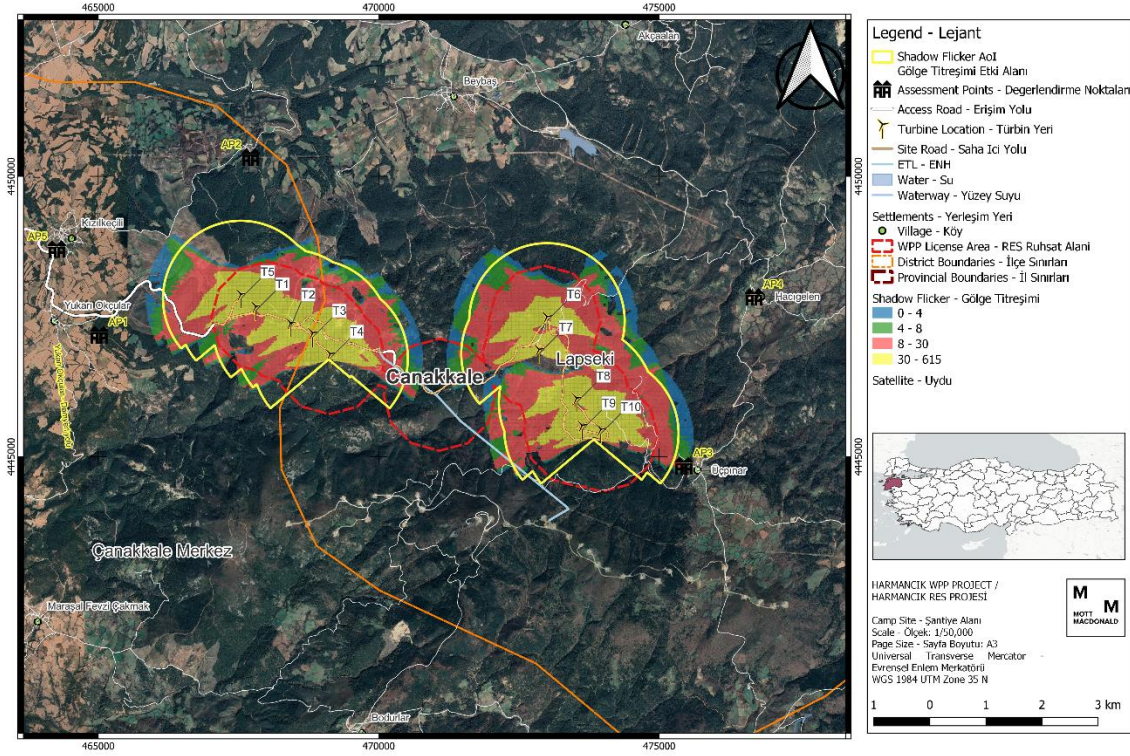 465000
470000
475000
Akçaalan
Beybaş
AP2
4450000
4450000
AP5
Kızılkeçili
AP4
Hacıgelen
T5
T1
T6
T2
Yukarı Okçular
T3
T7
AP1
T4
Lapseki
Çanakkale
T8
T9
T10
4445000
4445000
AP3
Üçpınar
Çanakkale Merkez
Maraşal Fevzi Çakmak
Bodurlar
465000
470000
475000
Legend - Lejant
Shadow Flicker AoI
Gölge Titreşimi Etki Alanı
Assessment Points - Degerlendirme Noktaları
Access Road - Erişim Yolu
Turbine Location - Türbin Yeri
Site Road - Saha Ici Yolu
ETL - ENH
Water - Su
Waterway - Yüzey Suyu
Settlements - Yerleşim Yeri
Village - Köy
WPP License Area - RES Ruhsat Alani
District Boundaries - İlçe Sınırları
Provincial Boundaries - İl Sınırları
Shadow Flicker - Gölge Titreşimi
0 - 4
4 - 8
8 - 30
30 - 615
Satellite - Uydu
HARMANCIK WPP PROJECT /
HARMANCIK RES PROJESİ
Camp Site - Şantiye Alanı
Scale - Ölçek: 1/50,000
Page Size - Sayfa Boyutu: A3
Universal Transverse Mercator -
Evrensel Enlem Merkatörü
WGS 1984 UTM Zone 35 N
M
M
MOTT
MACDONALD
1 0 1 2 3 km